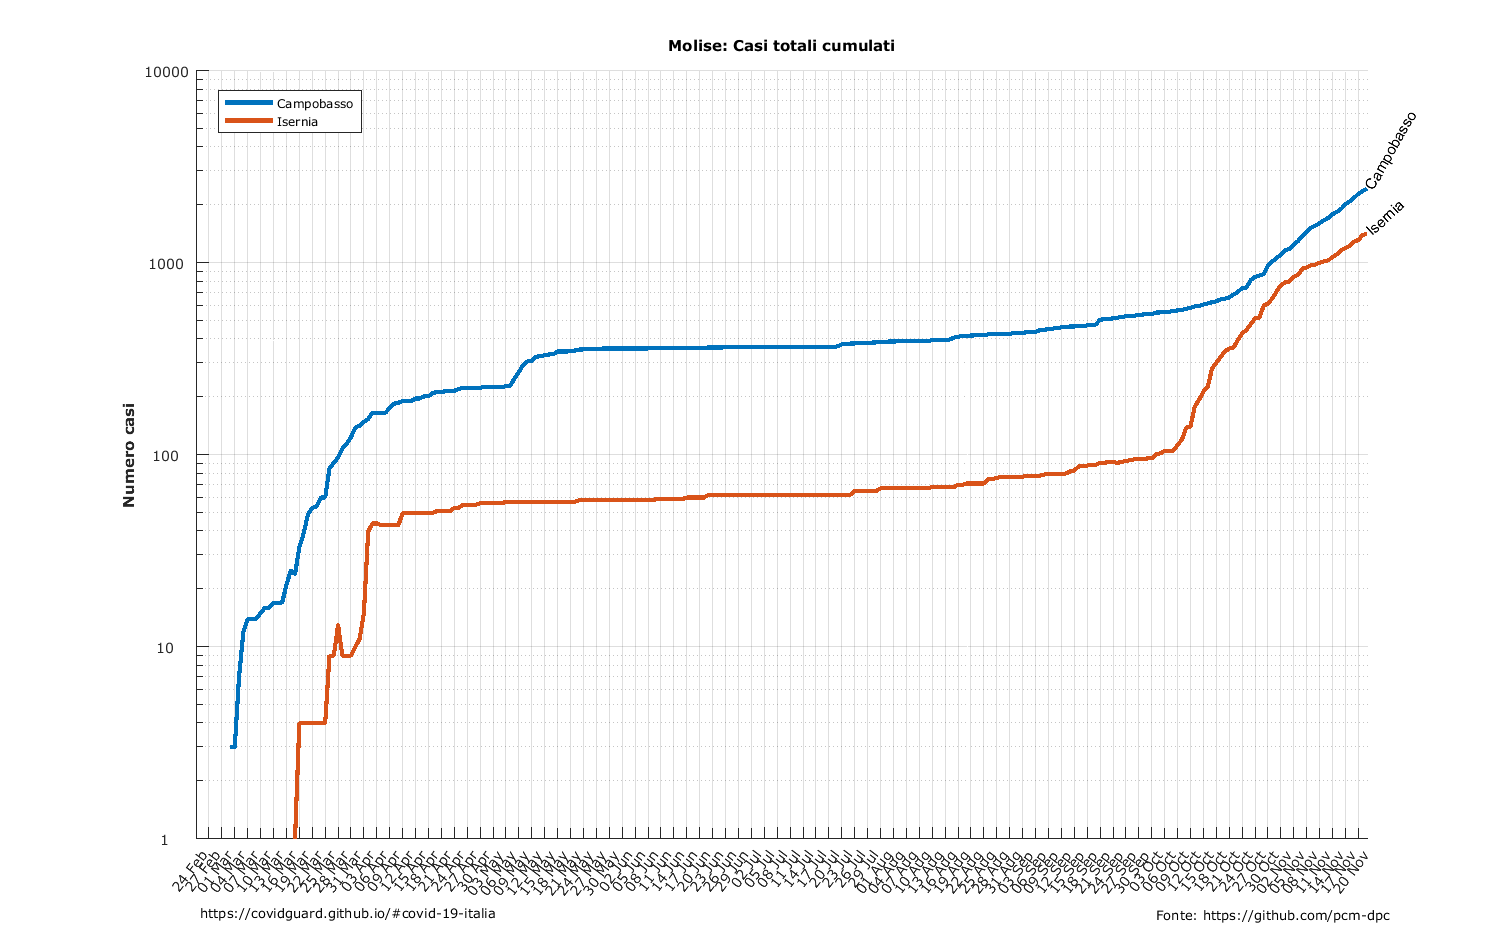 Molise: Casi totali cumulati
Numero casi
10000
1000
100
10
1
Campobasso
Isernia
Campobasso
Isernia
24 Feb
27 Feb
01 Mar
04 Mar
07 Mar
10 Mar
13 Mar
16 Mar
19 Mar
22 Mar
25 Mar
28 Mar
31 Mar
03 Apr
06 Apr
09 Apr
12 Apr
15 Apr
18 Apr
21 Apr
24 Apr
27 Apr
30 Apr
03 May
06 May
09 May
12 May
15 May
18 May
21 May
24 May
27 May
30 May
02 Jun
05 Jun
08 Jun
11 Jun
14 Jun
17 Jun
20 Jun
23 Jun
26 Jun
29 Jun
02 Jul
05 Jul
08 Jul
11 Jul
14 Jul
17 Jul
20 Jul
23 Jul
26 Jul
29 Jul
01 Aug
04 Aug
07 Aug
10 Aug
13 Aug
16 Aug
19 Aug
22 Aug
25 Aug
28 Aug
31 Aug
03 Sep
06 Sep
09 Sep
12 Sep
15 Sep
18 Sep
21 Sep
24 Sep
27 Sep
30 Sep
03 Oct
06 Oct
09 Oct
12 Oct
15 Oct
18 Oct
21 Oct
24 Oct
27 Oct
30 Oct
02 Nov
05 Nov
08 Nov
11 Nov
14 Nov
17 Nov
20 Nov
https://covidguard.github.io/#covid-19-italia
Fonte: https://github.com/pcm-dpc